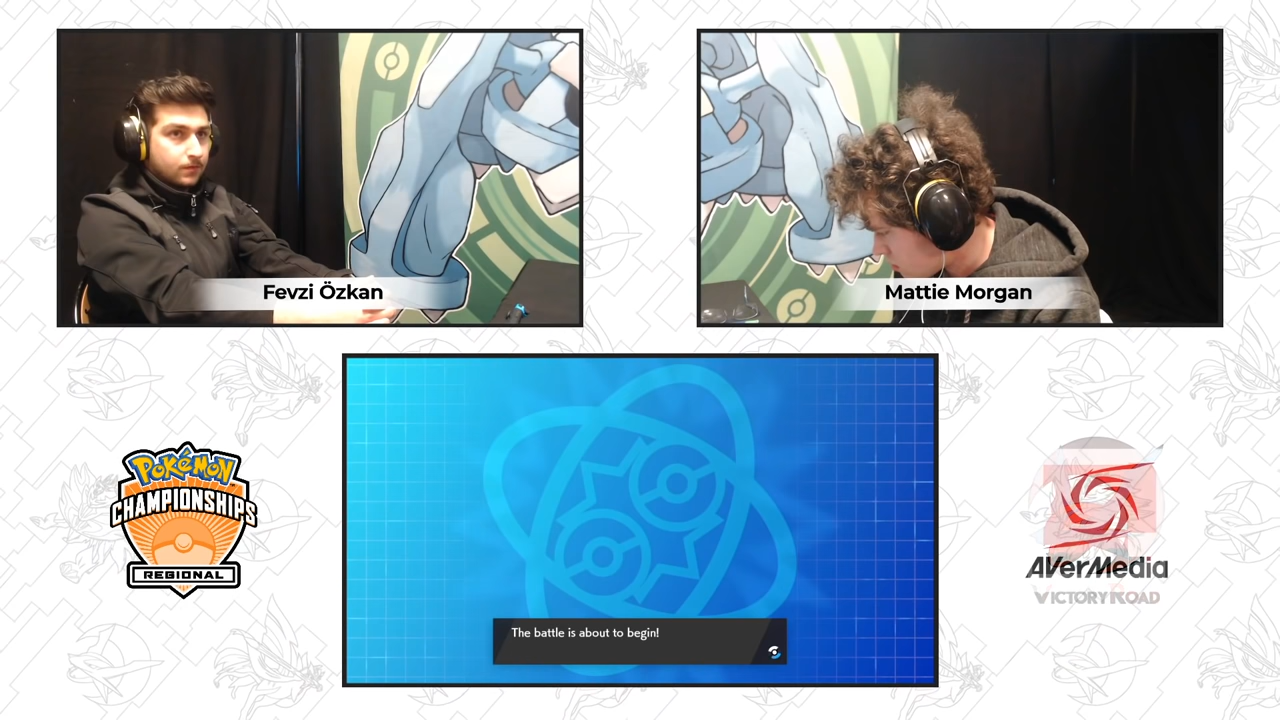 Fevzi Özkan
Mattie Morgan
Pokémon
CHAMPIONSHIPS
REGIONAL
The battle is about to begin!
AVerMedia
VICTORY ROAD